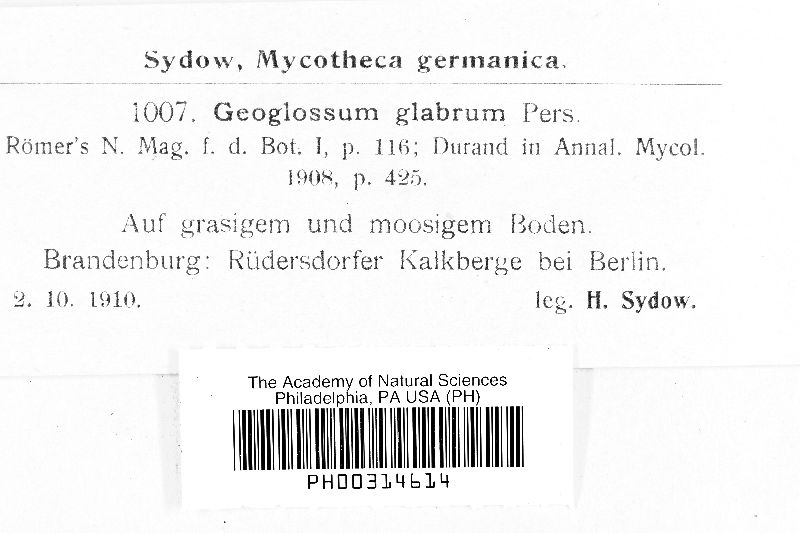 Sydow, Mycotheca germanica.
1007. Geoglossum glabrum Pers.
Römer's N. Mag. f. d. Bot. I, p. 116; Durand in Annal. Mycol.
1908, p. 425.
Auf grasigem und moosigem Boden.
Brandenburg: Rüdersdorfer Kalkberge bei Berlin.
2. 10. 1910. leg. H. Sydow.
The Academy of Natural Sciences
Philadelphia, PA USA (PH)
PH00314614